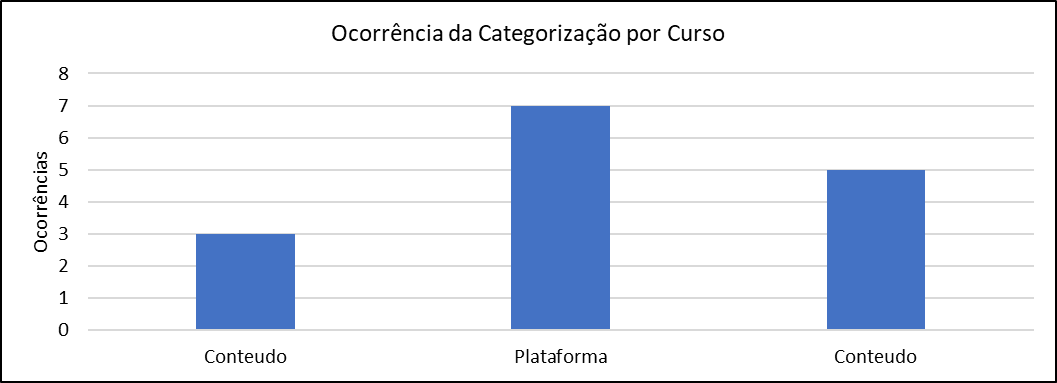 Ocorrência da Categorização por Curso
Ocorrências
8
7
6
5
4
3
2
1
0
Conteudo
Plataforma
Conteudo